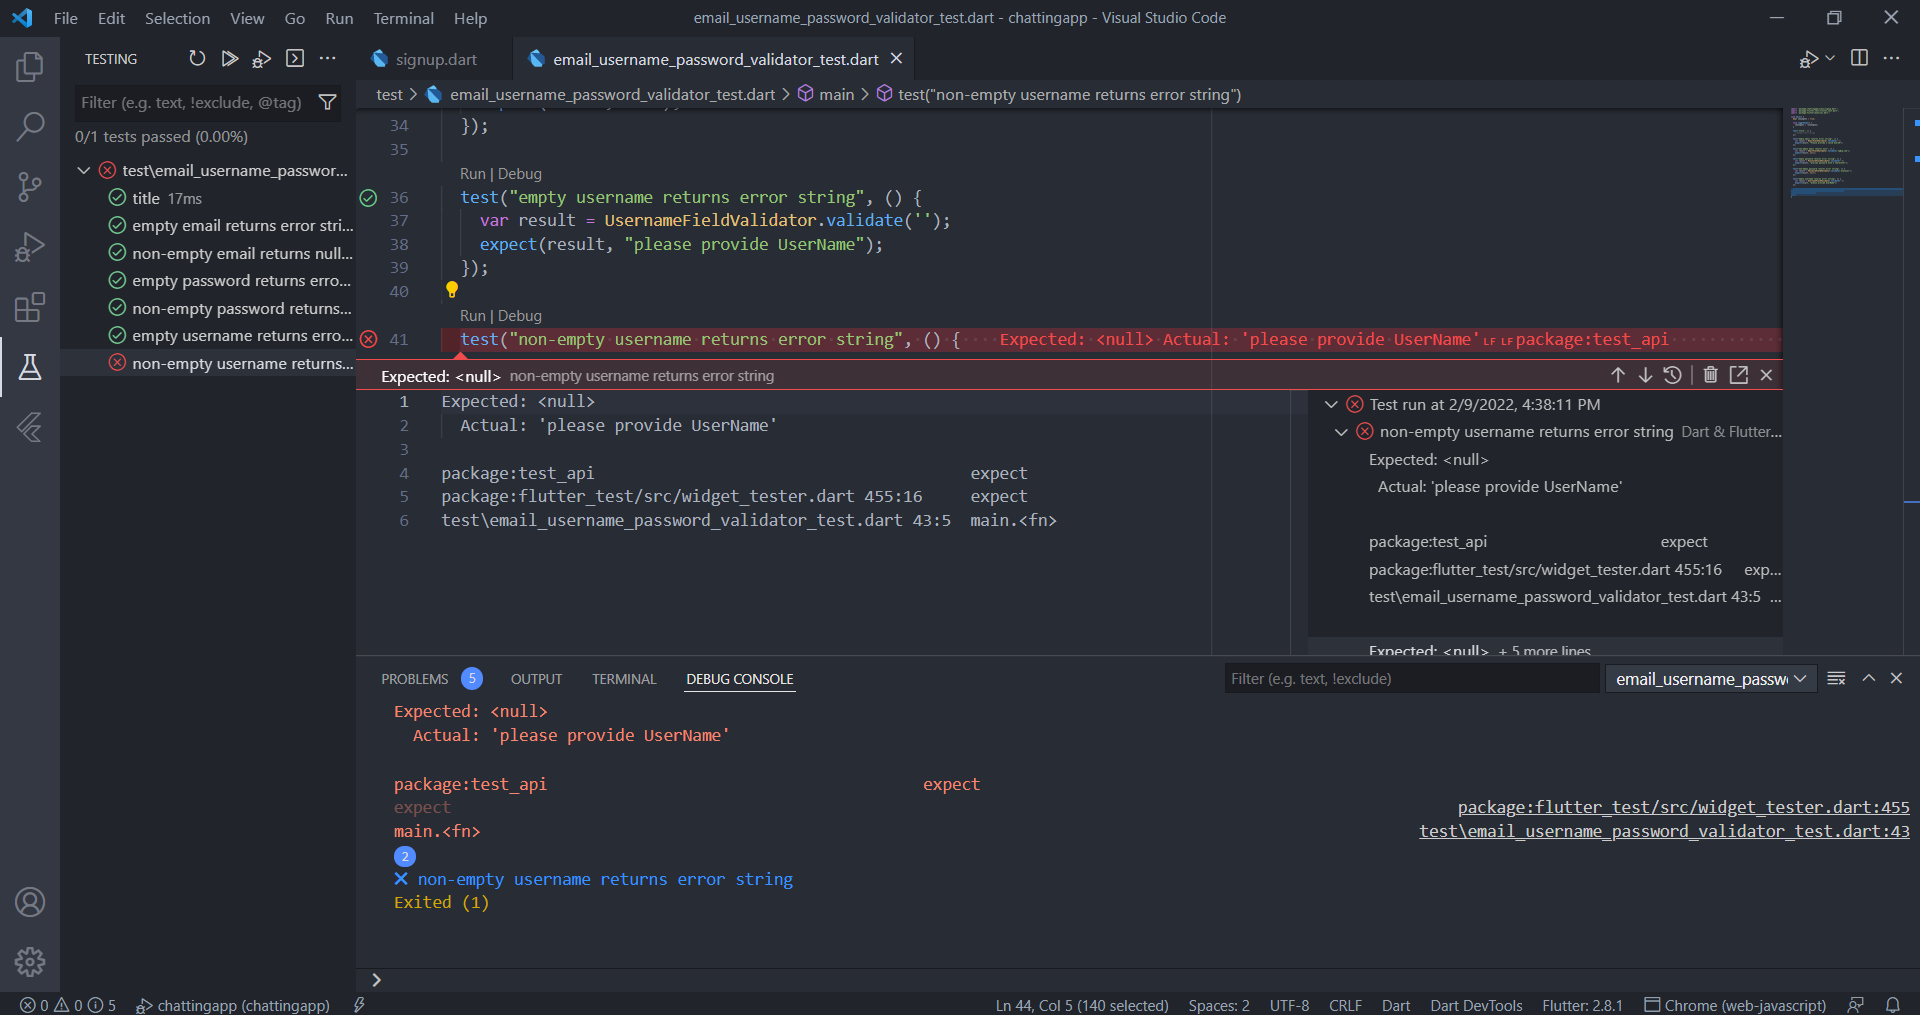 File Edit Selection View Go Run Terminal Help
email_username_password_validator_test.dart - chattingapp - Visual Studio Code
TESTING
Filter (e.g. text, !exclude, @tag)
0/1 tests passed (0.00%)
test\email_username_passwor...
title 17ms
empty email returns error stri...
non-empty email returns null...
empty password returns erro...
non-empty password returns...
empty username returns erro...
non-empty username returns...
signup.dart
email_username_password_validator_test.dart
test > email_username_password_validator_test.dart > main > test("non-empty username returns error string")
34 });
35
Run | Debug
36 test("empty username returns error string", () {
37 var result = UsernameFieldValidator.validate('');
38 expect(result, "please provide UserName");
39 });
40
Run | Debug
41 test("non-empty username returns error string", () { Expected: <null> Actual: 'please provide UserName' LF LF package:test_api
Expected: <null> non-empty username returns error string
1 Expected: <null>
2 Actual: 'please provide UserName'
3
4 package:test_api expect
5 package:flutter_test/src/widget_tester.dart 455:16 expect
6 test\email_username_password_validator_test.dart 43:5 main.<fn>
Test run at 2/9/2022, 4:38:11 PM
non-empty username returns error string Dart & Flutter...
Expected: <null>
Actual: 'please provide UserName'
package:test_api expect
package:flutter_test/src/widget_tester.dart 455:16 exp...
test\email_username_password_validator_test.dart 43:5 ...
Expected: <null> + 5 more lines
PROBLEMS 5 OUTPUT TERMINAL DEBUG CONSOLE
Filter (e.g. text, !exclude)
email_username_passw
Expected: <null>
Actual: 'please provide UserName'
package:test_api expect
expect package:flutter_test/src/widget_tester.dart:455
main.<fn> test\email_username_password_validator_test.dart:43
2
non-empty username returns error string
Exited (1)
0 0 5 chattingapp (chattingapp)
Ln 44, Col 5 (140 selected) Spaces: 2 UTF-8 CRLF Dart Dart DevTools Flutter: 2.8.1 Chrome (web-javascript)